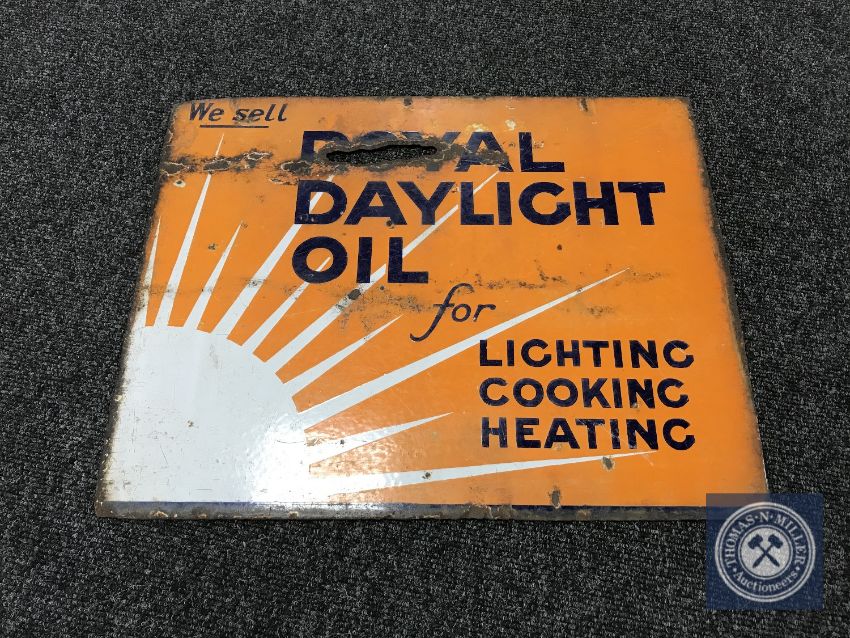 We sell
ROYAL
DAYLIGHT
OIL
for
LIGHTING
COOKING
HEATING
THOMAS·N·MILLER
Auctioneers